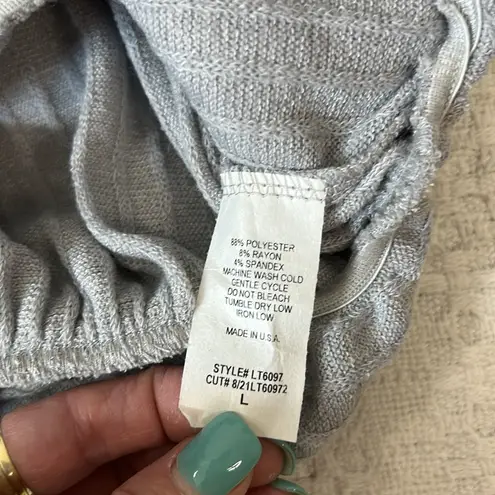 88% POLYESTER
8% RAYON
4% SPANDEX
MACHINE WASH COLD
GENTLE CYCLE
DO NOT BLEACH
TUMBLE DRY LOW
IRON LOW
MADE IN U.S.A.
STYLE# LT6097
CUT# 8/21LT60972
L